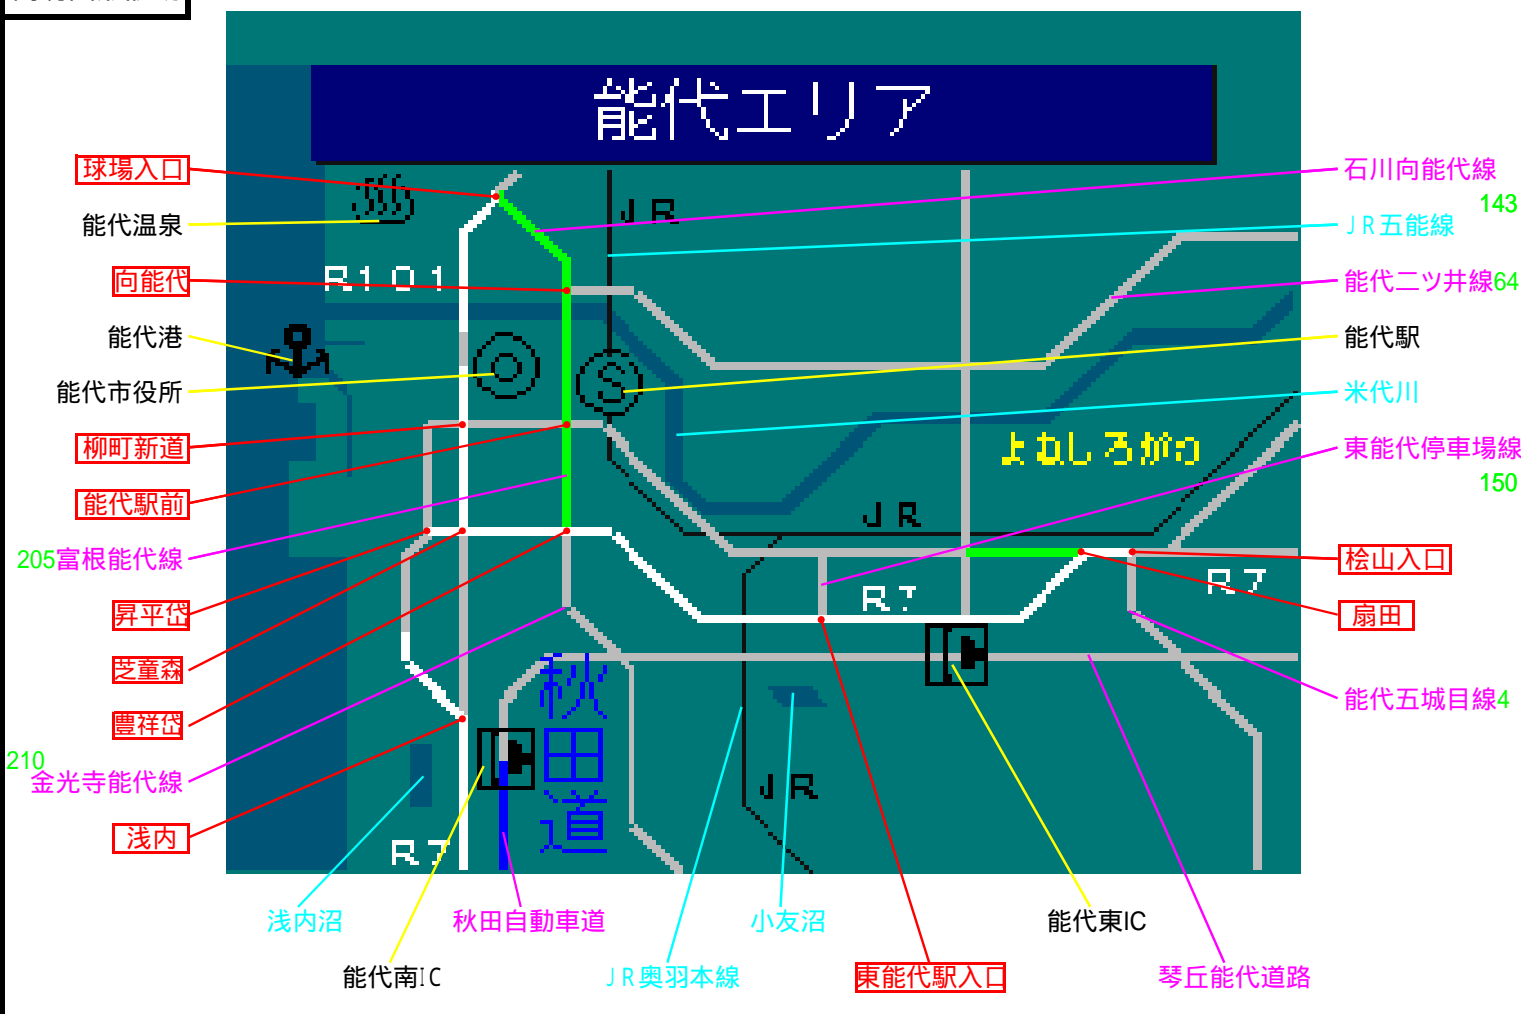 能代エリア
球場入口
石川向能代線
143
能代温泉
JR
JR五能線
向能代
R101
能代二ツ井線64
能代港
能代駅
能代市役所
S
米代川
柳町新道
よねしろがわ
東能代停車場線
150
能代駅前
JR
205富根能代線
桧山入口
R7
R7
昇平岱
扇田
芝童森
秋田道
能代五城目線4
豊祥岱
210
金光寺能代線
JR
浅内
R7
浅内沼
秋田自動車道
小友沼
能代東IC
能代南IC
JR奥羽本線
東能代駅入口
琴丘能代道路